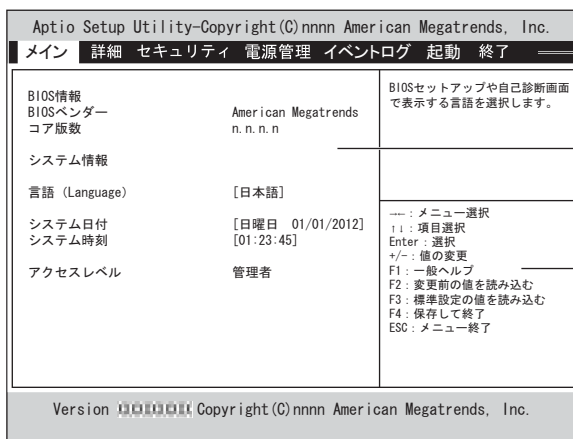 Aptio Setup Utility-Copyright(C)nnnn American Megatrends, Inc.
メイン 詳細 セキュリティ 電源管理 イベントログ 起動 終了
BIOS情報
BIOSベンダー American Megatrends
コア版数 n.n.n.n
システム情報
言語 (Language) [日本語]
システム日付 [日曜日 01/01/2012]
システム時刻 [01:23:45]
アクセスレベル 管理者
BIOSセットアップや自己診断画面
で表示する言語を選択します。
→←:メニュー選択
↑↓:項目選択
Enter:選択
+/-:値の変更
F1:一般ヘルプ
F2:変更前の値を読み込む
F3:標準設定の値を読み込む
F4:保存して終了
ESC:メニュー終了
Version Copyright(C)nnnn American Megatrends, Inc.